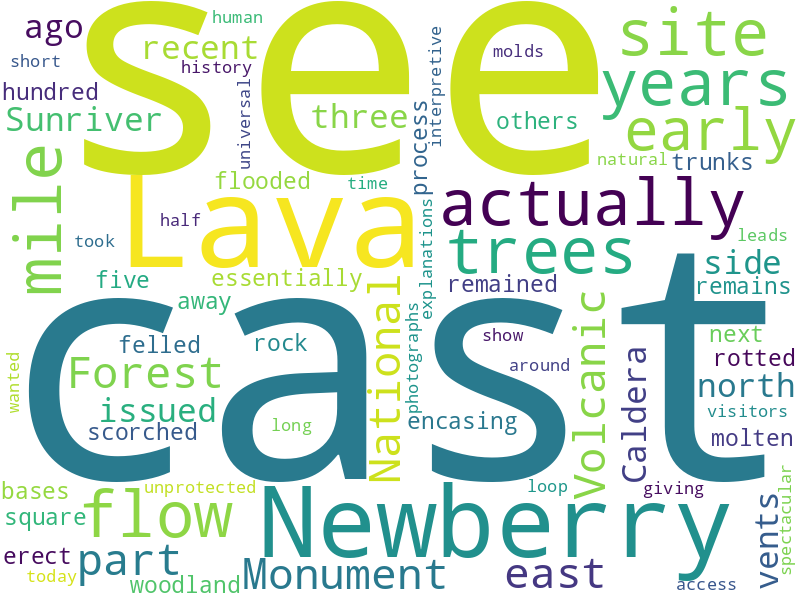 see
cast
Lava
Newberry
ago
human
recent
short
history
hundred
Sunriver
universal
three
molds
interpretive
process
others
site
years
early
natural
trunks
mile
flooded
time
half
took
five
essentially
away
actually
trees
leads
side
remained
remains
explanations
National
photographs
felled
rock
show
around
Volcanic
Caldera
next
rotted
north
visitors
molten
wanted
Forest
issued
scorched
long
encasing
bases
unprotected
square
flow
loop
giving
vents
spectacular
erect
today
part
woodland
Monument
east
access